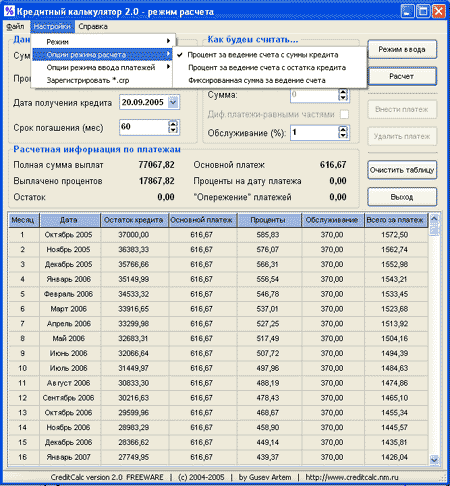 Кредитный калькулятор 2.0 - режим расчета
Файл Настройки Справка
Режим
Опции режима расчета
Опции режима ввода платежей
Зарегистрировать *.crp
Процент за ведение счета с суммы кредита
Процент за ведение счета с остатка кредита
Фиксированная сумма за ведение счета
Как будем считать...
Режим ввода
Сумма: 0
Расчет
Дата получения кредита 20.09.2005
Диф.платежи-равными частями
Внести платеж
Срок погашения (мес) 60
Обслуживание (%): 1
Удалить платеж
Расчетная информация по платежам
Полная сумма выплат 77067,82 Основной платеж 616,67
Очистить таблицу
Выплачено процентов 17867,82 Проценты на дату платежа 0,00
Остаток 0,00 "Опережение" платежей 0,00
Выход
Месяц Дата Остаток кредита Основной платеж Проценты Обслуживание Всего за платеж
1 Октябрь 2005 37000,00 616,67 585,83 370,00 1572,50
2 Ноябрь 2005 36383,33 616,67 576,07 370,00 1562,74
3 Декабрь 2005 35766,66 616,67 566,31 370,00 1552,98
4 Январь 2006 35149,99 616,67 556,54 370,00 1543,21
5 Февраль 2006 34533,32 616,67 546,78 370,00 1533,45
6 Март 2006 33916,65 616,67 537,01 370,00 1523,68
7 Апрель 2006 33299,98 616,67 527,25 370,00 1513,92
8 Май 2006 32683,31 616,67 517,49 370,00 1504,16
9 Июнь 2006 32066,64 616,67 507,72 370,00 1494,39
10 Июль 2006 31449,97 616,67 497,96 370,00 1484,63
11 Август 2006 30833,30 616,67 488,19 370,00 1474,86
12 Сентябрь 2006 30216,63 616,67 478,43 370,00 1465,10
13 Октябрь 2006 29599,96 616,67 468,67 370,00 1455,34
14 Ноябрь 2006 28983,29 616,67 458,90 370,00 1445,57
15 Декабрь 2006 28366,62 616,67 449,14 370,00 1435,81
16 Январь 2007 27749,95 616,67 439,37 370,00 1426,04
CreditCalc version 2.0 FREEWARE | (c) 2004-2005 | by Gusev Artem | http://www.creditcalc.nm.ru